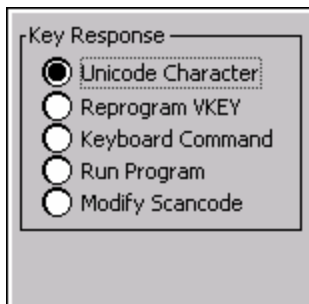 Key Response
Unicode Character
Reprogram VKEY
Keyboard Command
Run Program
Modify Scancode